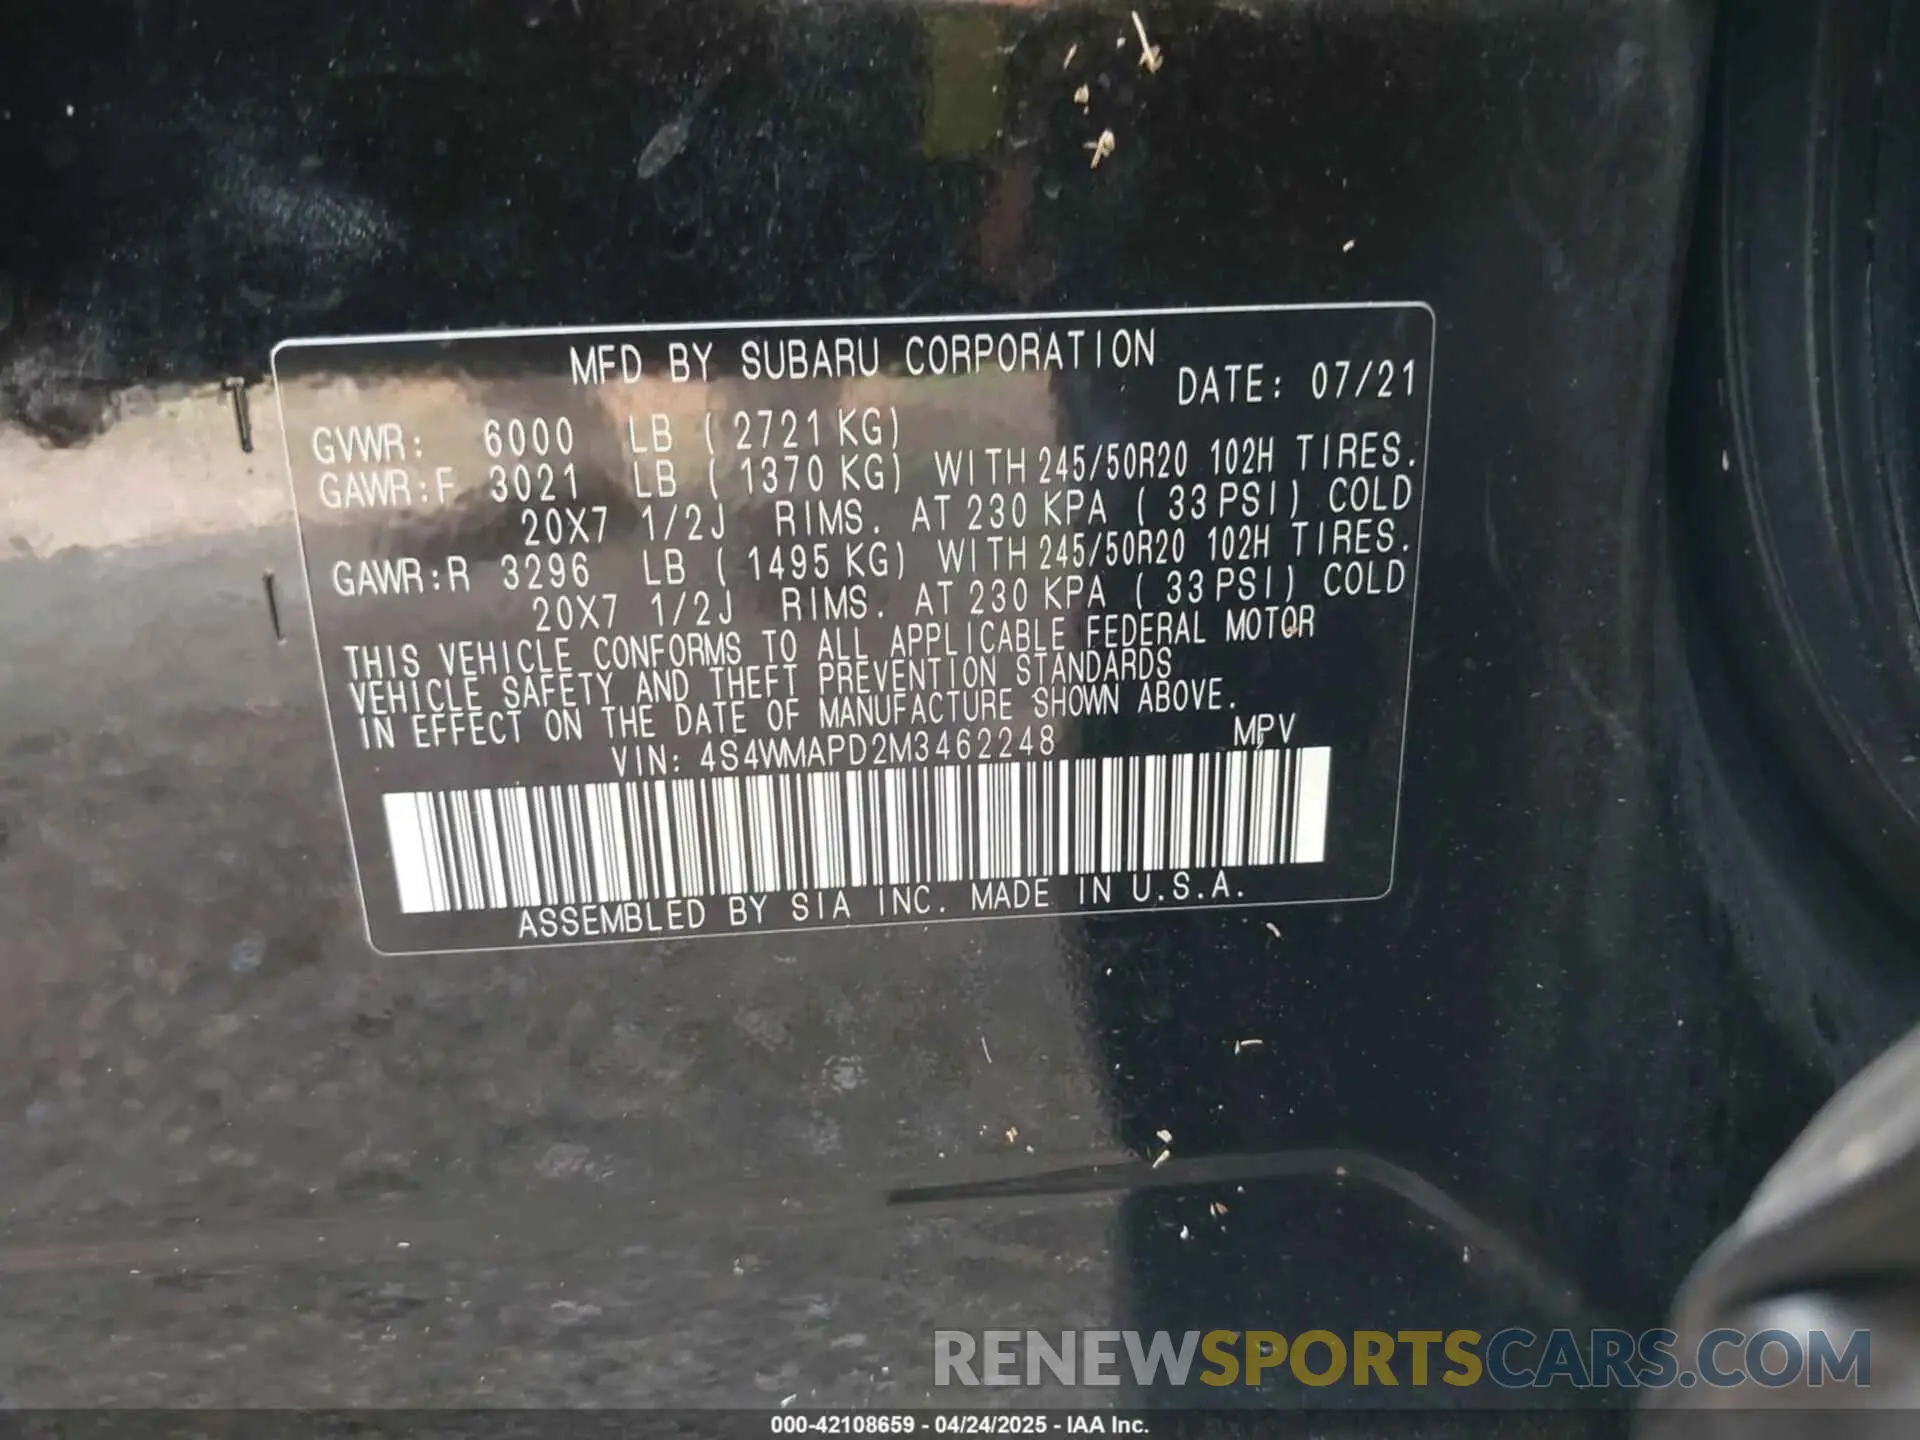 MFD BY SUBARU CORPORATION
DATE: 07/21
GVWR: 6000 LB ( 2721 KG)
GAWR:F 3021 LB ( 1370 KG) WITH 245/50R20 102H TIRES.
20X7 1/2J RIMS. AT 230 KPA ( 33 PSI) COLD
GAWR:R 3296 LB ( 1495 KG) WITH 245/50R20 102H TIRES.
20X7 1/2J RIMS. AT 230 KPA ( 33 PSI) COLD
THIS VEHICLE CONFORMS TO ALL APPLICABLE FEDERAL MOTOR
VEHICLE SAFETY AND THEFT PREVENTION STANDARDS
IN EFFECT ON THE DATE OF MANUFACTURE SHOWN ABOVE.
VIN: 4S4WMAPD2M3462248 MPV
ASSEMBLED BY SIA INC. MADE IN U.S.A.
RENEWSPORTSCARS.COM
000-42108659 - 04/24/2025 - IAA Inc.